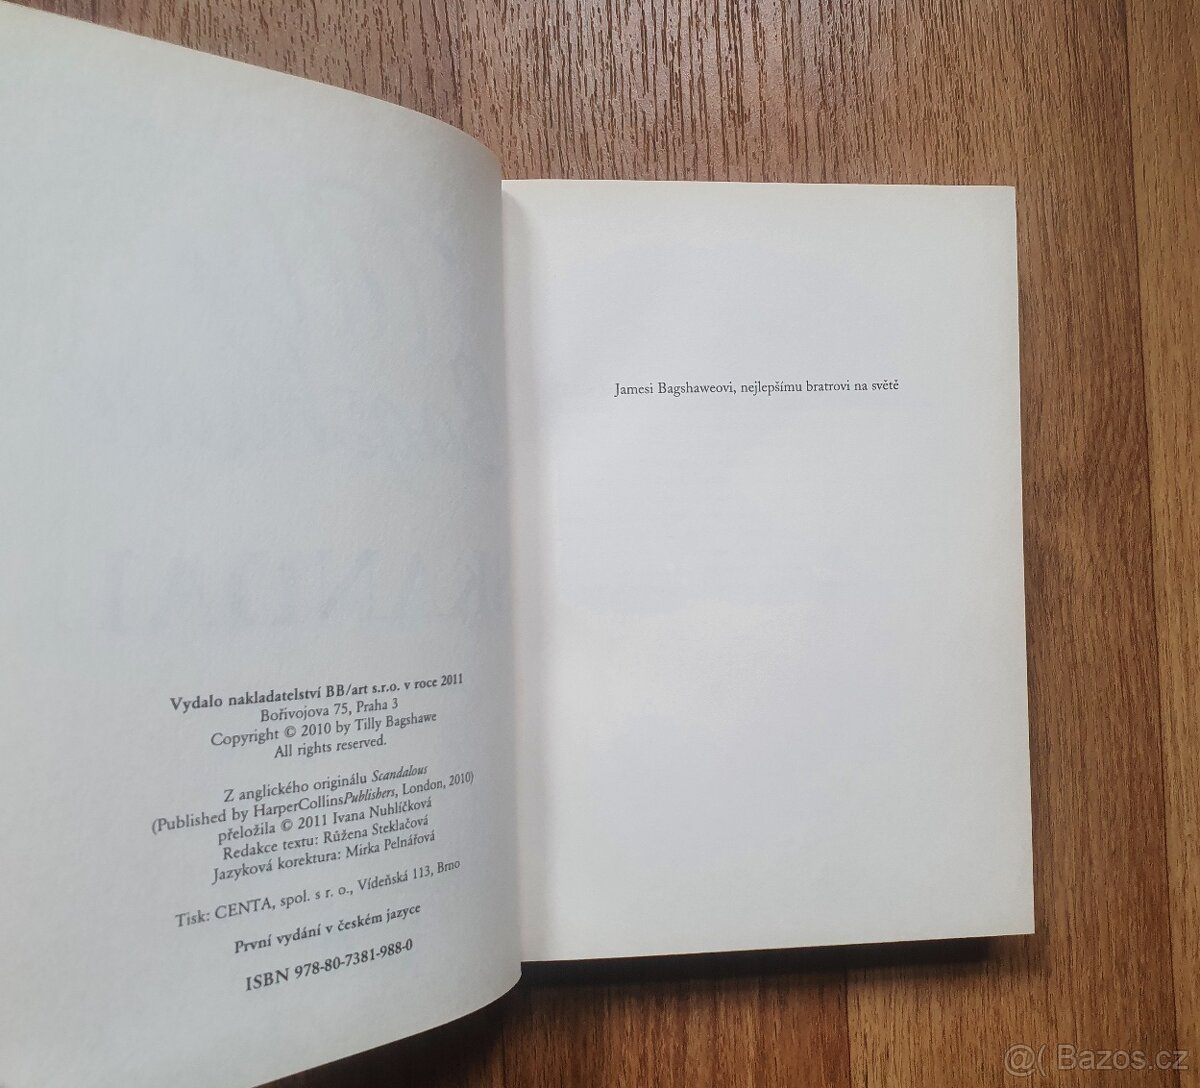 Vydalo nakladatelství BB/art s.r.o. v roce 2011
Bořivojova 75, Praha 3
Copyright © 2010 by Tilly Bagshawe
All rights reserved.
Z anglického originálu Scandalous
(Published by HarperCollinsPublishers, London, 2010)
přeložila © 2011 Ivana Nuhlíčková
Redakce textu: Růžena Steklačová
Jazyková korektura: Mirka Pelnářová
Tisk: CENTA, spol. s r. o., Vídeňská 113, Brno
První vydání v českém jazyce
ISBN 978-80-7381-988-0
Jamesi Bagshaweovi, nejlepšímu bratrovi na světě
@( Bazos.cz